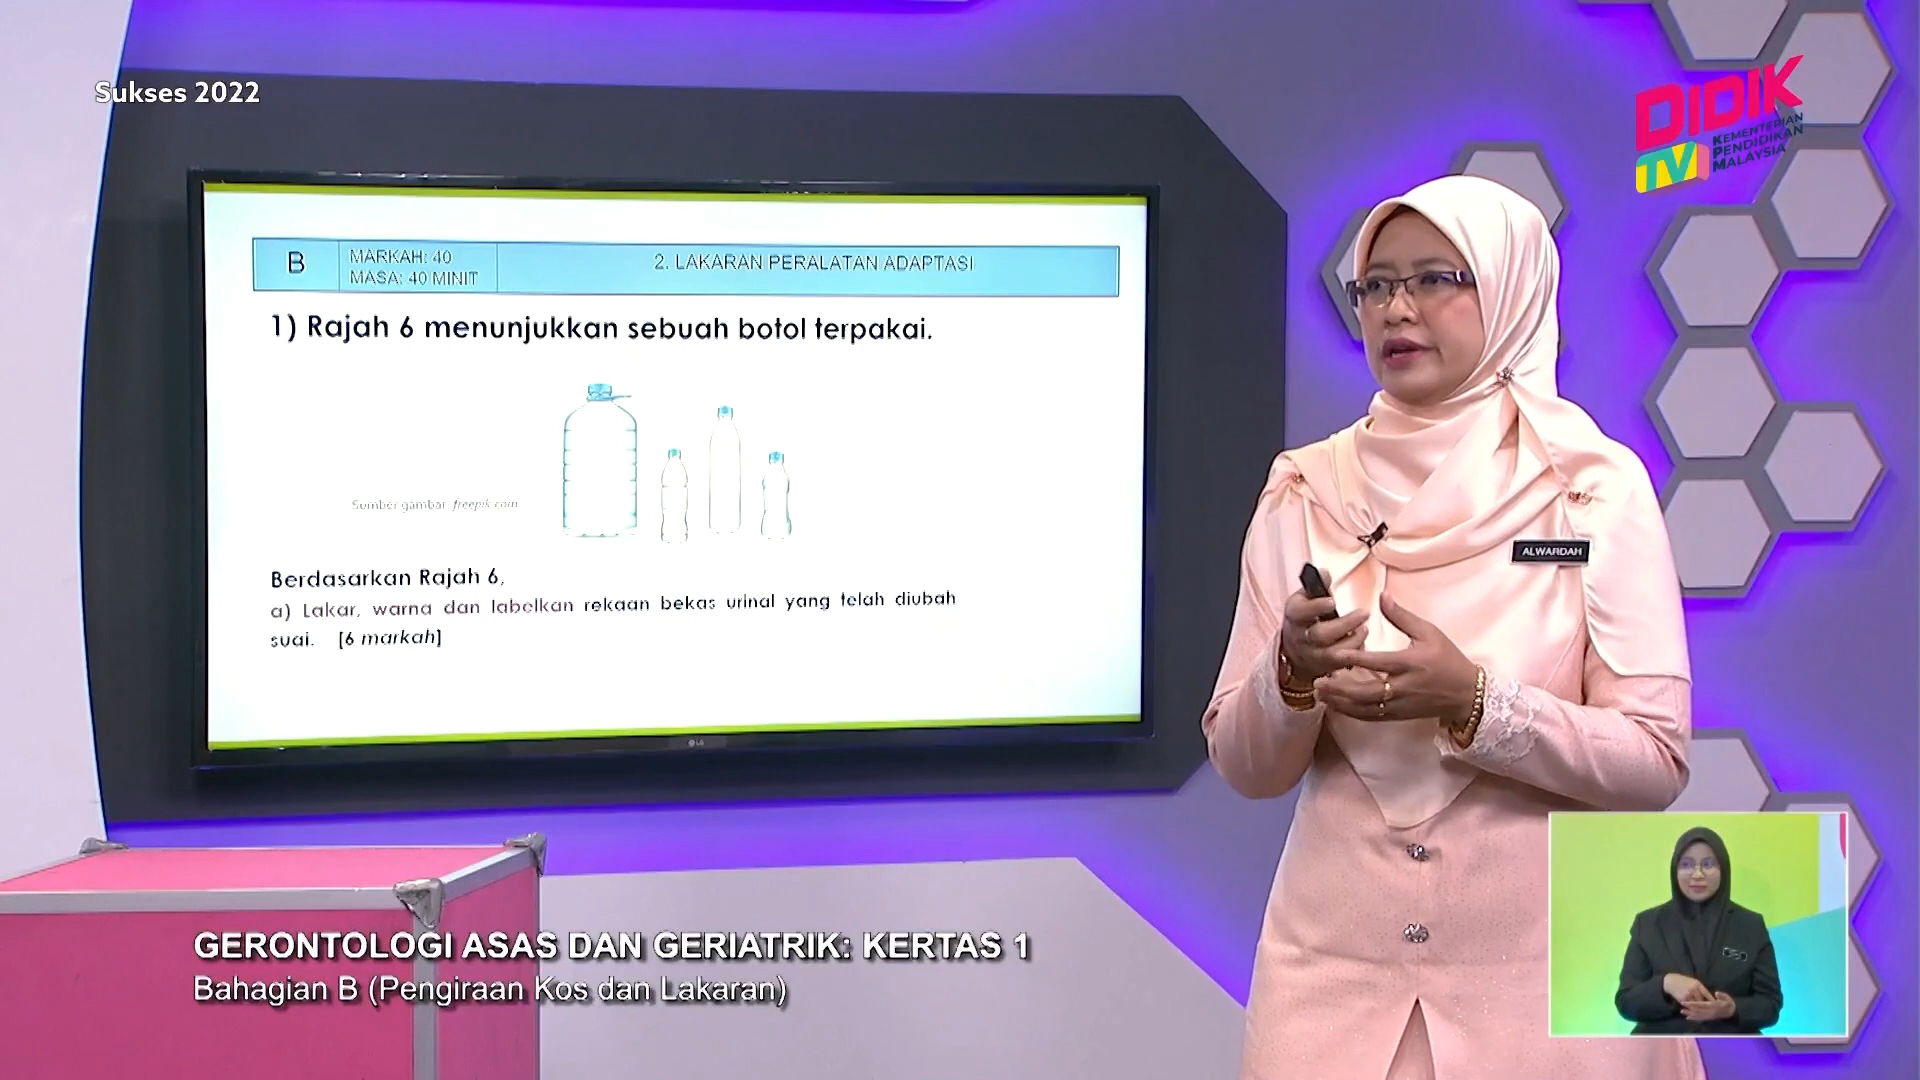 Sukses 2022
DIDIK
TV
KEMENTERIAN
PENDIDIKAN
MALAYSIA
B
MARKAH: 40
MASA: 40 MINIT
2. LAKARAN PERALATAN ADAPTASI
1) Rajah 6 menunjukkan sebuah botol terpakai.
Sumber gambar: freepik.com
Berdasarkan Rajah 6,
a) Lakar, warna dan labelkan rekaan bekas urinal yang telah diubah
suai. [6 markah]
LG
ALWARDAH
GERONTOLOGI ASAS DAN GERIATRIK: KERTAS 1
Bahagian B (Pengiraan Kos dan Lakaran)